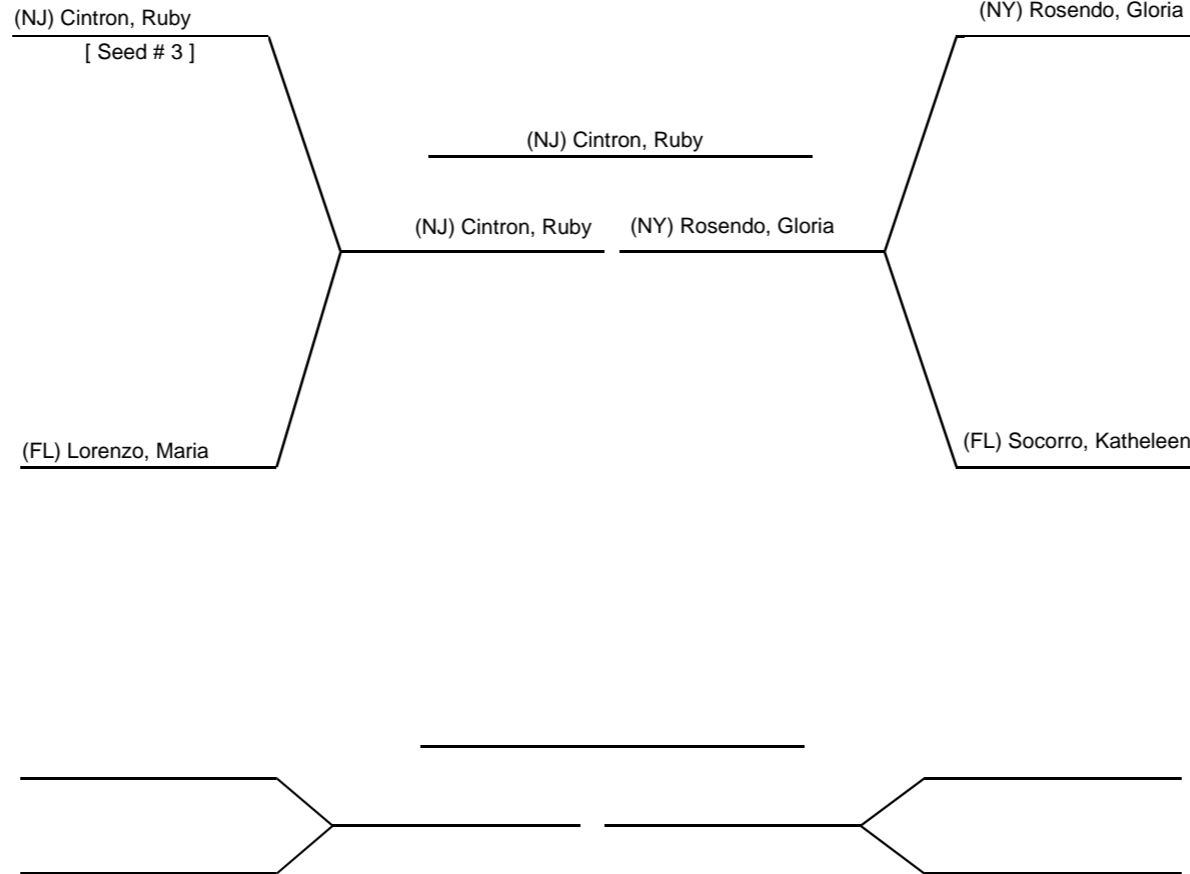 (NJ) Cintron, Ruby
[ Seed # 3 ]
(NY) Rosendo, Gloria
(NJ) Cintron, Ruby
(NJ) Cintron, Ruby
(NY) Rosendo, Gloria
(FL) Lorenzo, Maria
(FL) Socorro, Katheleen